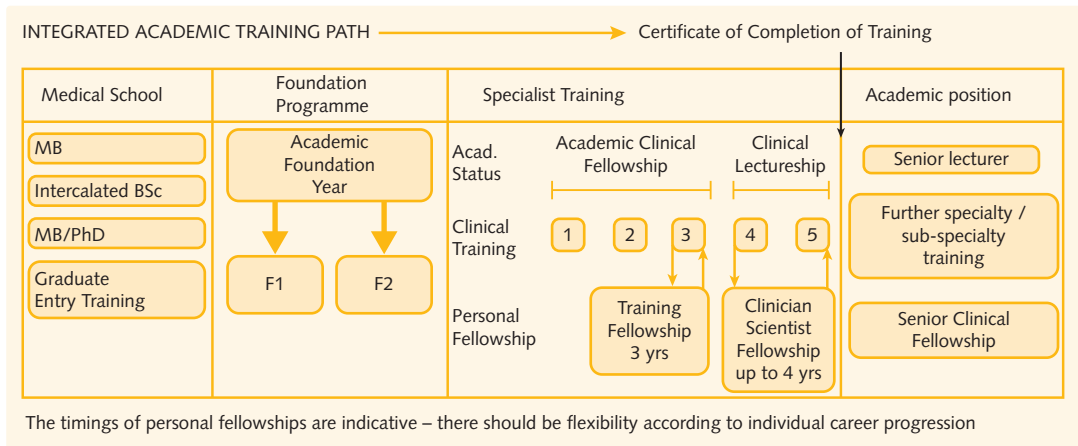 INTEGRATED ACADEMIC TRAINING PATH
Certificate of Completion of Training
Medical School
Foundation
Programme
Specialist Training
Academic position
MB
Intercalated BSc
MB/PhD
Graduate
Entry Training
Academic
Foundation
Year
F1
F2
Acad.
Status
Academic Clinical
Fellowship
Clinical
Lectureship
Clinical
Training
1
2
3
4
5
Personal
Fellowship
Training
Fellowship
3 yrs
Clinician
Scientist
Fellowship
up to 4 yrs
Senior lecturer
Further specialty /
sub-specialty
training
Senior Clinical
Fellowship
The timings of personal fellowships are indicative – there should be flexibility according to individual career progression